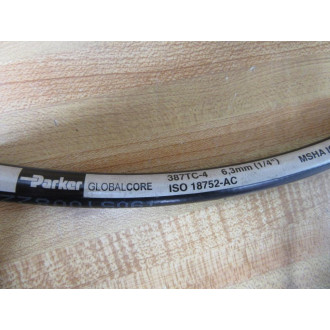 Parker GLOBALCORE 387TC-4 6,3mm (1/4")
ISO 18752-AC
MSHA